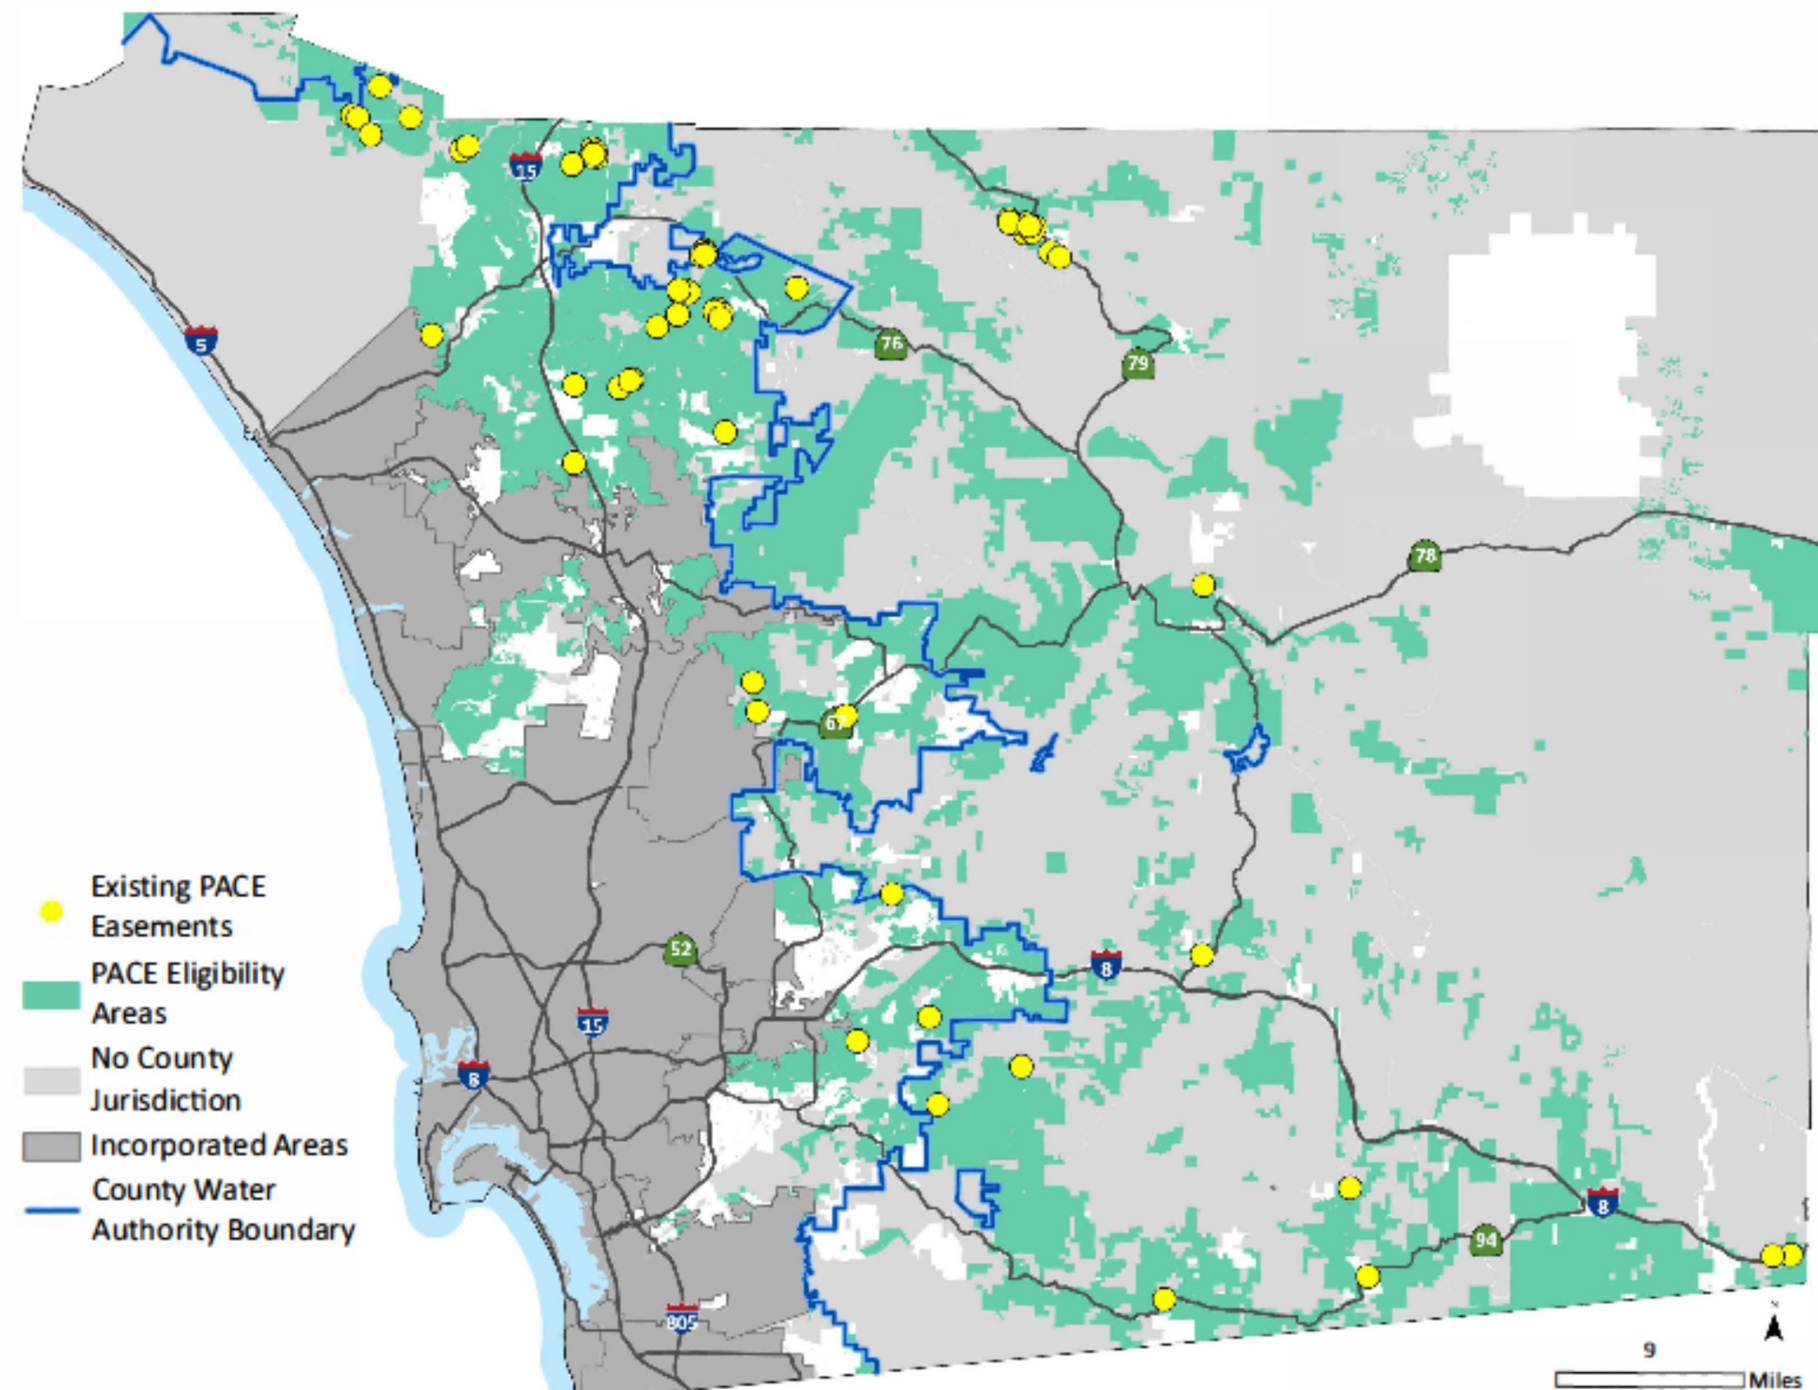 15
5
76
79
78
67
52
8
15
8
8
94
805
Existing PACE
Easements
PACE Eligibility
Areas
No County
Jurisdiction
Incorporated Areas
County Water
Authority Boundary
N
9
Miles